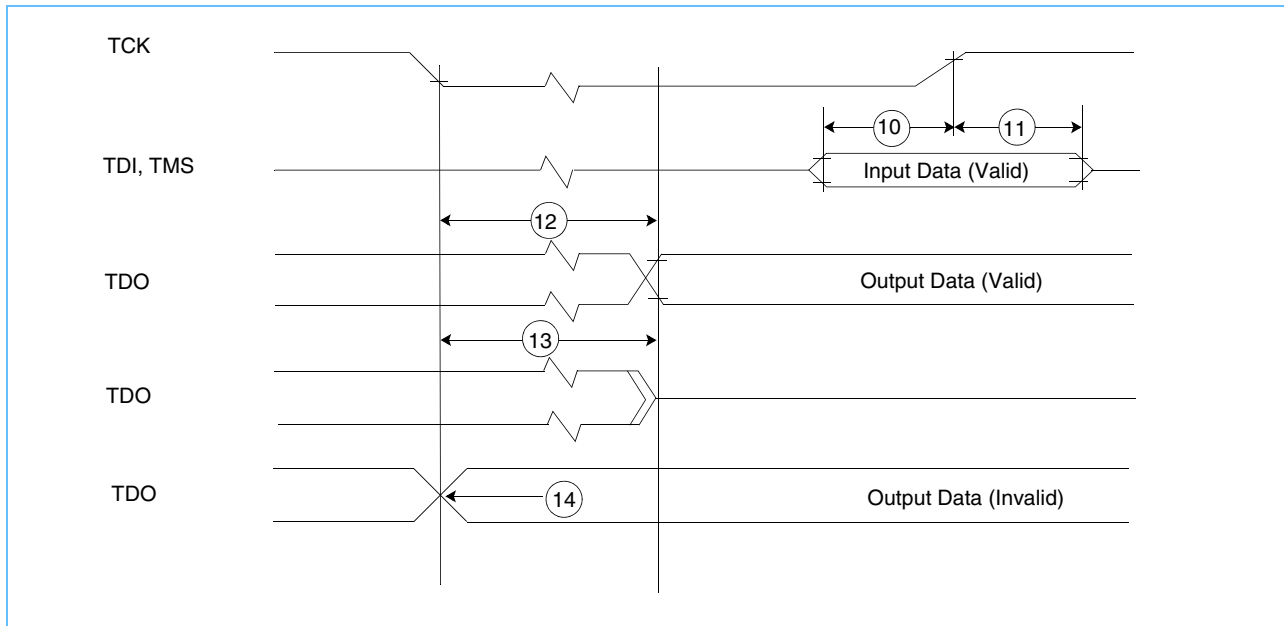 TCK
10
11
TDI, TMS
Input Data (Valid)
12
TDO
Output Data (Valid)
13
TDO
TDO
14
Output Data (Invalid)